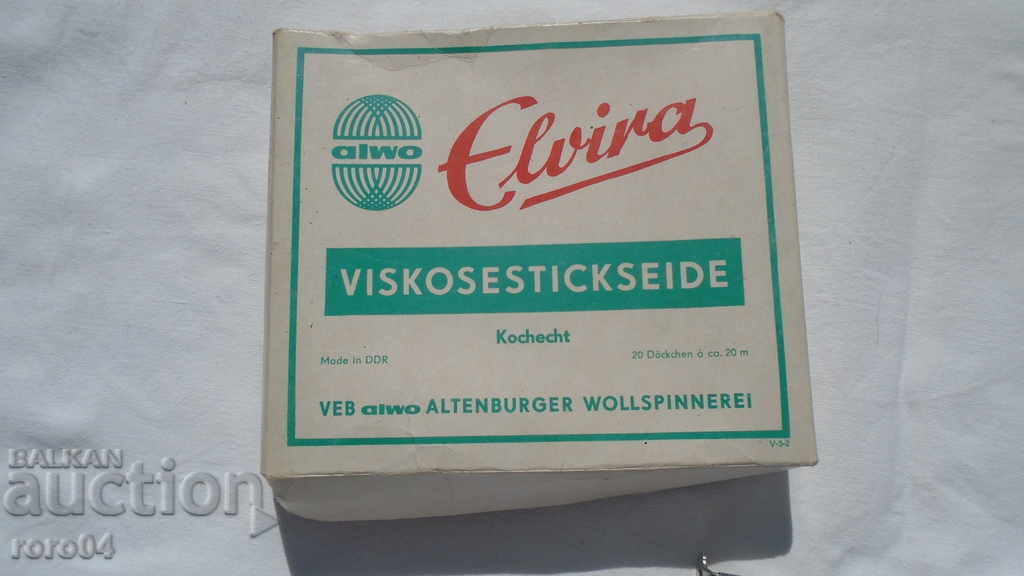 alwo
Elvira
VISKOSESTICKSEIDE
Kochecht
Made in DDR
20 Döckchen á ca. 20 m
VEB alwo ALTENBURGER WOLLSPINNEREi
V-5-2
BALKAN
auction
roro04